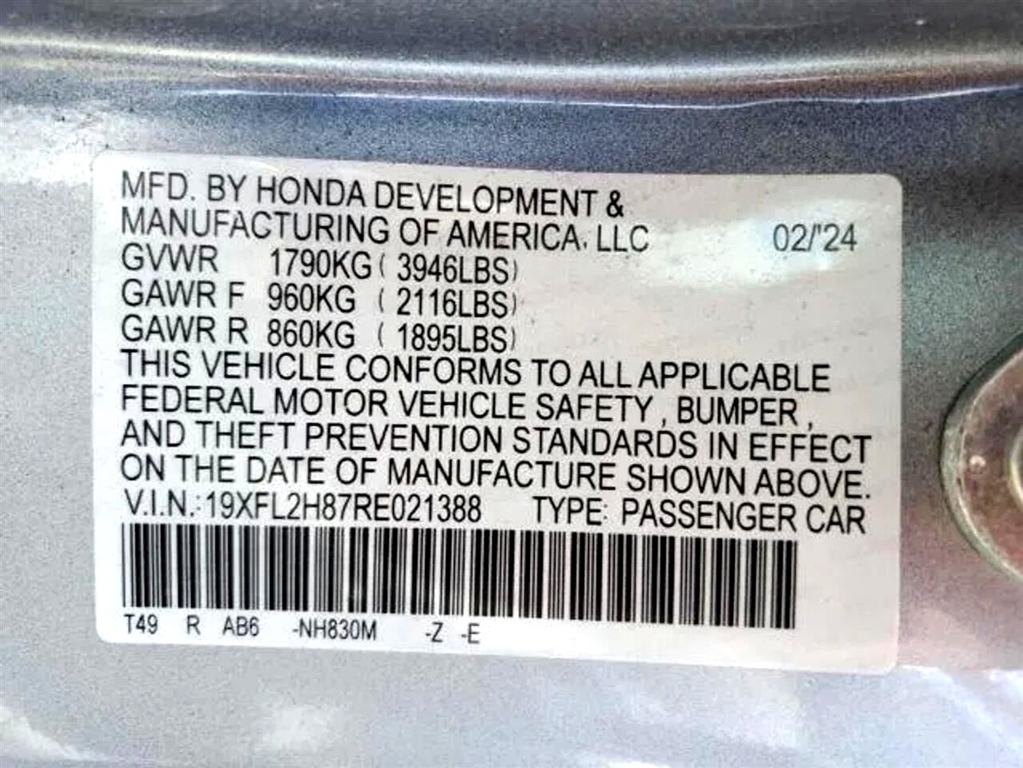 MFD. BY HONDA DEVELOPMENT &
MANUFACTURING OF AMERICA, LLC 02/'24
GVWR 1790KG ( 3946LBS)
GAWR F 960KG ( 2116LBS)
GAWR R 860KG ( 1895LBS)
THIS VEHICLE CONFORMS TO ALL APPLICABLE
FEDERAL MOTOR VEHICLE SAFETY , BUMPER ,
AND THEFT PREVENTION STANDARDS IN EFFECT
ON THE DATE OF MANUFACTURE SHOWN ABOVE.
V.I.N.: 19XFL2H87RE021388 TYPE: PASSENGER CAR
T49 R AB6 -NH830M -Z -E